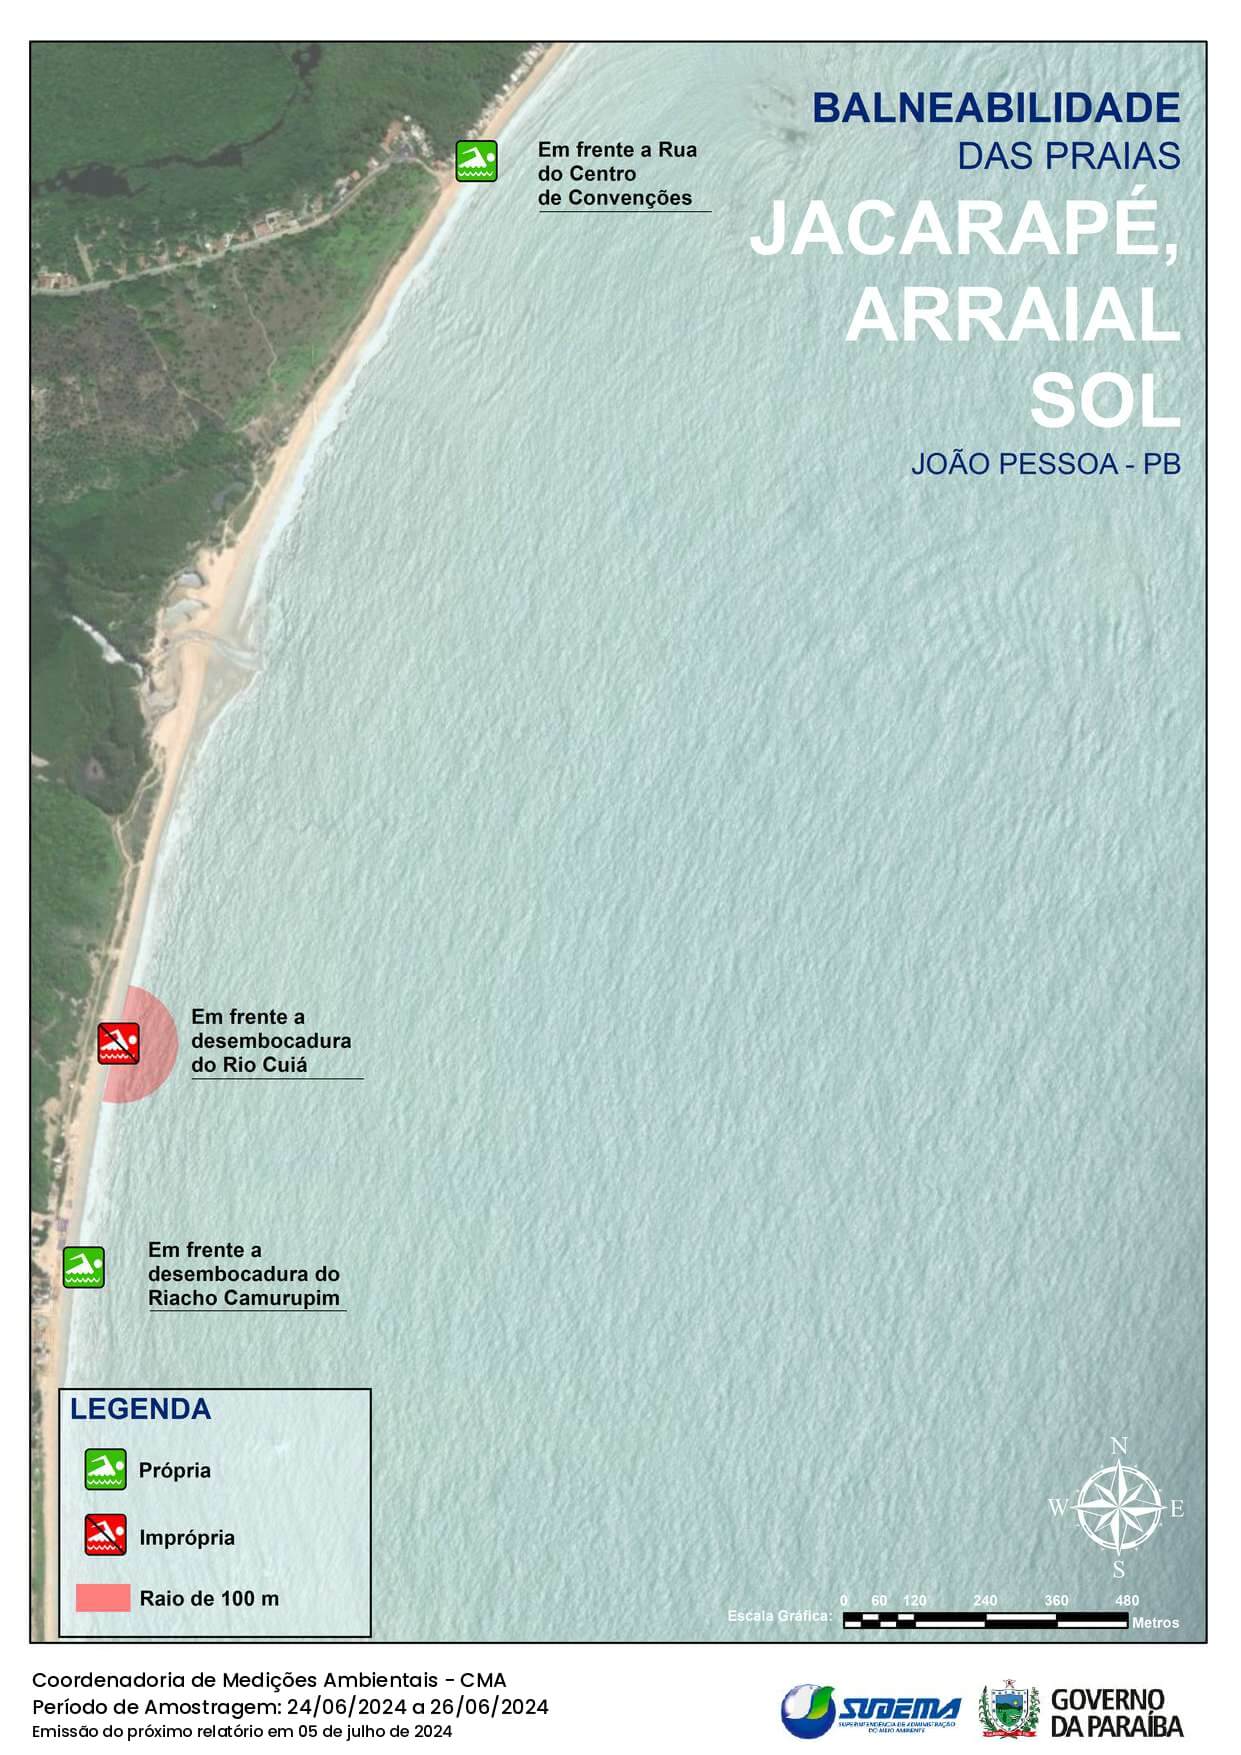 BALNEABILIDADE
DAS PRAIAS
JACARAPÉ,
ARRAIAL
SOL
JOÃO PESSOA - PB
Em frente a Rua
do Centro
de Convenções
Em frente a
desembocadura
do Rio Cuiá
Em frente a
desembocadura do
Riacho Camurupim
LEGENDA
Própria
Imprópria
Raio de 100 m
N
W
E
S
Escala Gráfica:
0 60 120 240 360 480
Metros
Coordenadoria de Medições Ambientais - CMA
Período de Amostragem: 24/06/2024 a 26/06/2024
Emissão do próximo relatório em 05 de julho de 2024
SUDEMA
SUPERINTENDÊNCIA DE ADMINISTRAÇÃO
DO MEIO AMBIENTE
GOVERNO
DA PARAÍBA